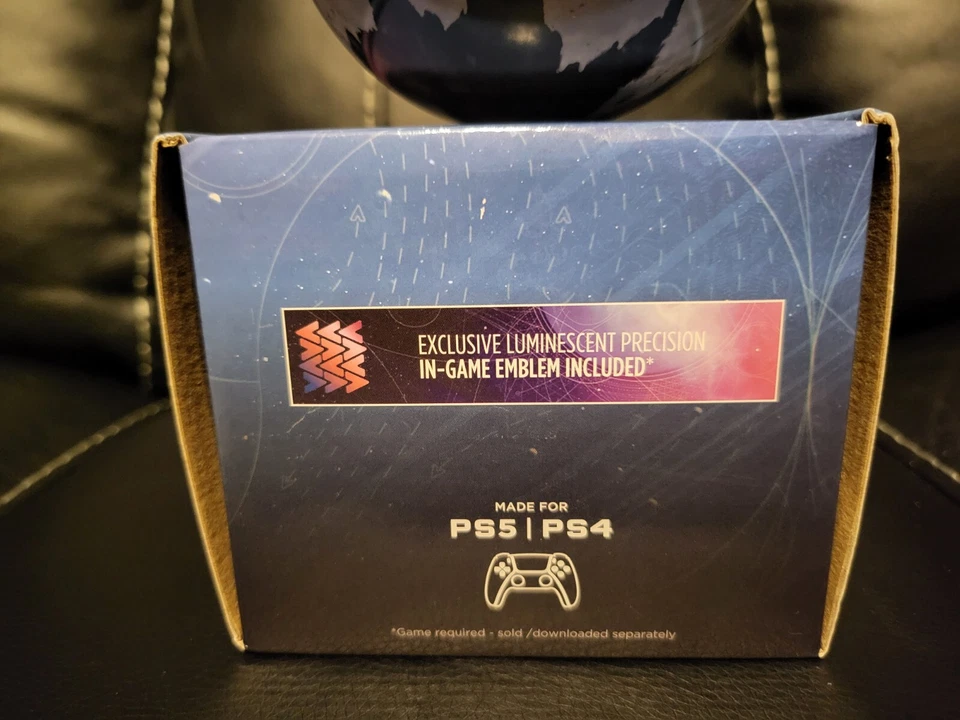 EXCLUSIVE LUMINESCENT PRECISION
IN-GAME EMBLEM INCLUDED*
MADE FOR
PS5 | PS4
*Game required - sold /downloaded separately